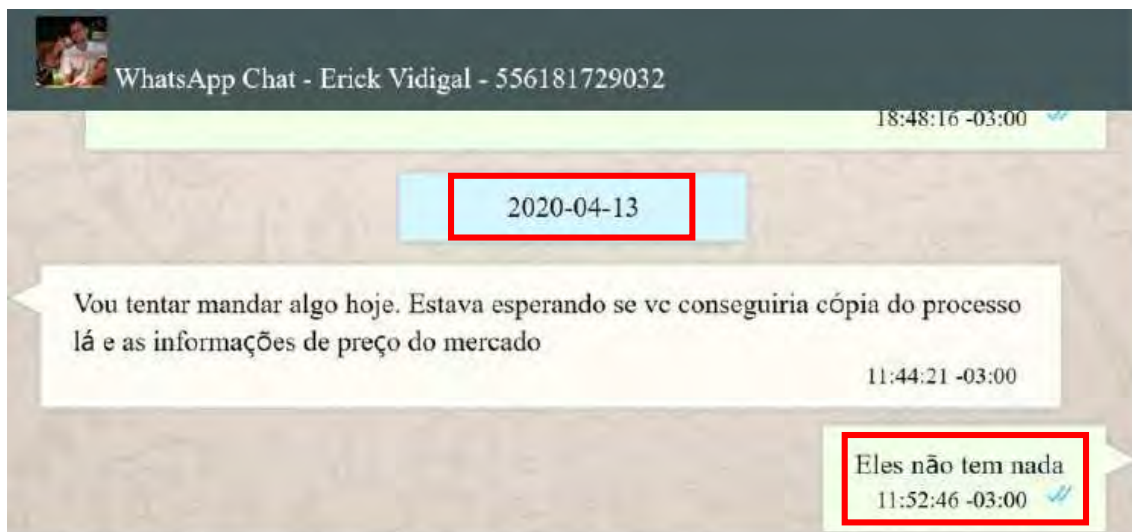 WhatsApp Chat - Erick Vidigal - 556181729032
18:48:16 -03:00
2020-04-13
Vou tentar mandar algo hoje. Estava esperando se vc conseguiria cópia do processo
lá e as informações de preço do mercado
11:44:21 -03:00
Eles não tem nada
11:52:46 -03:00